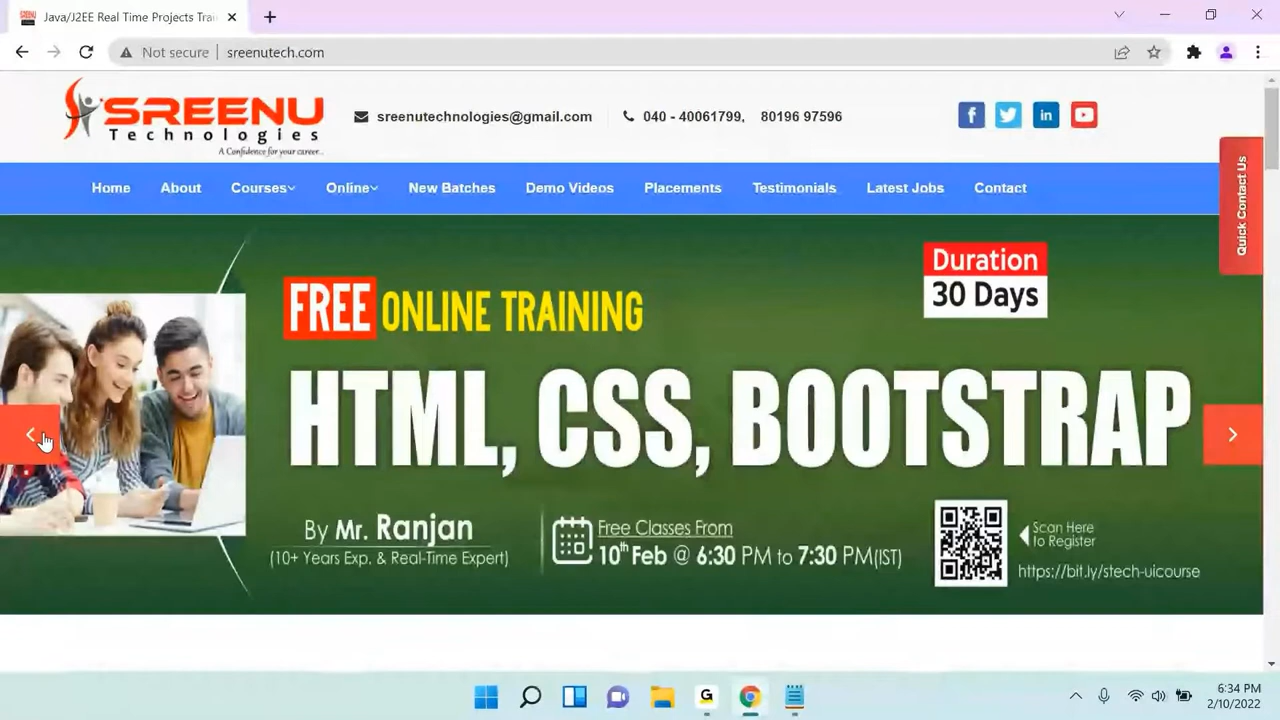 Java/J2EE Real Time Projects Trai
Not secure
sreenutech.com
SREENU
Technologies
A Confidence for your career...
sreenutechnologies@gmail.com
040 - 40061799, 80196 97596
Home About Courses Online New Batches Demo Videos Placements Testimonials Latest Jobs Contact
Quick Contact Us
Duration
30 Days
FREE ONLINE TRAINING
HTML, CSS, BOOTSTRAP
By Mr. Ranjan
(10+ Years Exp. & Real-Time Expert)
Free Classes From
10th Feb @ 6:30 PM to 7:30 PM(IST)
Scan Here
to Register
https://bit.ly/stech-uicourse
6:34 PM
2/10/2022